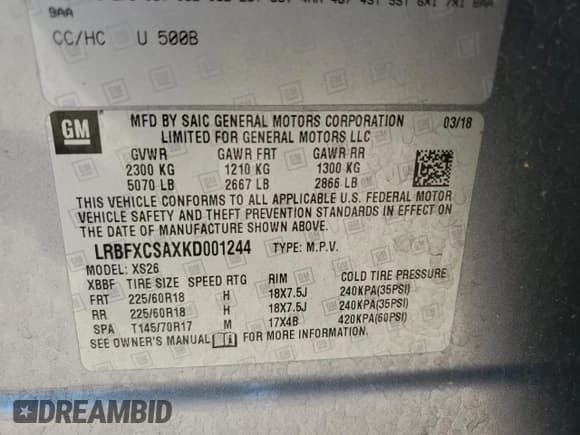 9AA
CC/HC U 500B
GM
MFD BY SAIC GENERAL MOTORS CORPORATION 03/18
LIMITED FOR GENERAL MOTORS LLC
GVWR GAWR FRT GAWR RR
2300 KG 1210 KG 1300 KG
5070 LB 2667 LB 2866 LB
THIS VEHICLE CONFORMS TO ALL APPLICABLE U.S. FEDERAL MOTOR
VEHICLE SAFETY AND THEFT PREVENTION STANDARDS IN EFFECT ON
THE DATE OF MANUFACTURE SHOWN ABOVE.
LRBFXCSAXKD001244 TYPE: M.P.V.
MODEL: XS26
XBBF TIRE SIZE SPEED RTG RIM COLD TIRE PRESSURE
FRT 225/60R18 H 18X7.5J 240KPA(35PSI)
RR 225/60R18 H 18X7.5J 240KPA(35PSI)
SPA T145/70R17 M 17X4B 420KPA(60PSI)
SEE OWNER'S MANUAL FOR MORE INFORMATION.
DREAMBID